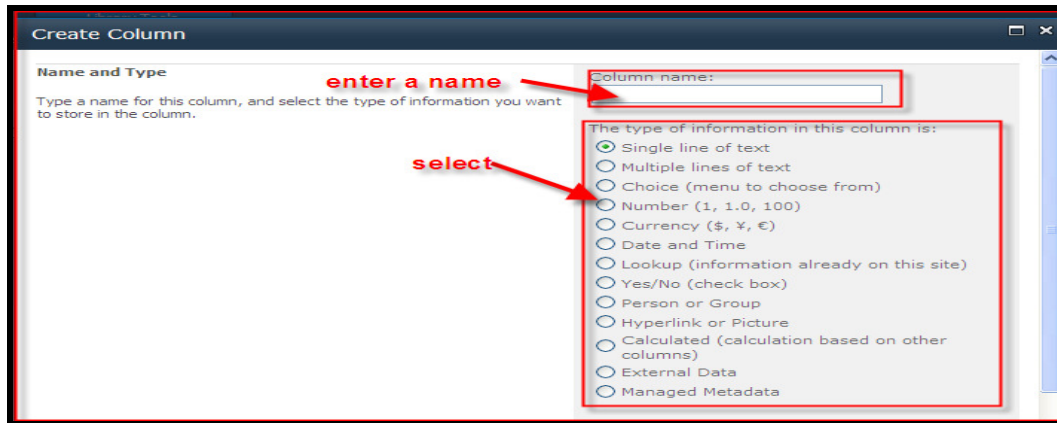 Library Tools
Create Column
Name and Type
enter a name
Column name:
Type a name for this column, and select the type of information you want
to store in the column.
The type of information in this column is:
Single line of text
select
Multiple lines of text
Choice (menu to choose from)
Number (1, 1.0, 100)
Currency ($, ¥, €)
Date and Time
Lookup (information already on this site)
Yes/No (check box)
Person or Group
Hyperlink or Picture
Calculated (calculation based on other
columns)
External Data
Managed Metadata